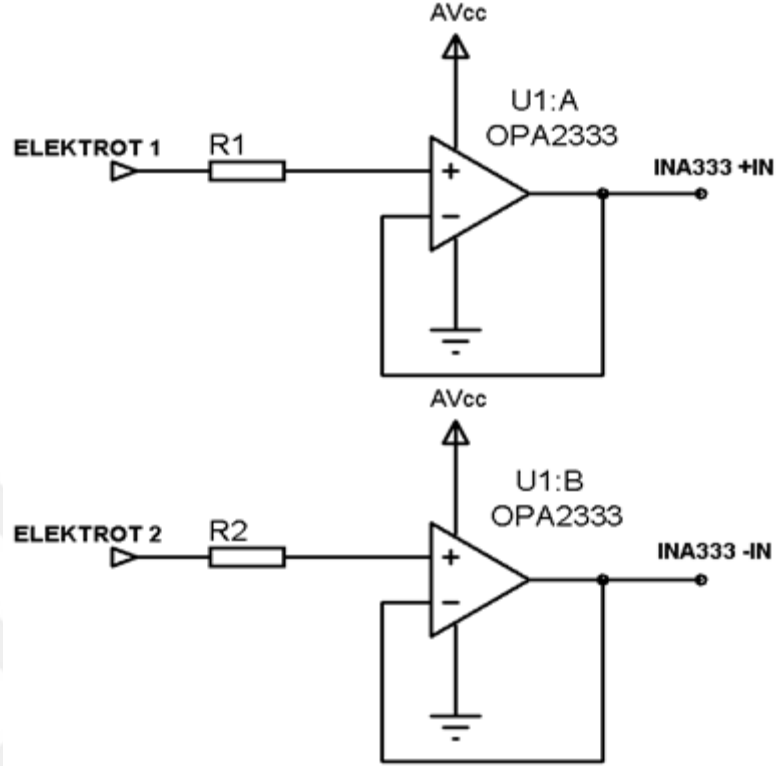 AVcc
U1:A
OPA2333
ELEKTROT 1
R1
INA333 +IN
+
−
AVcc
U1:B
OPA2333
ELEKTROT 2
R2
INA333 -IN
+
−